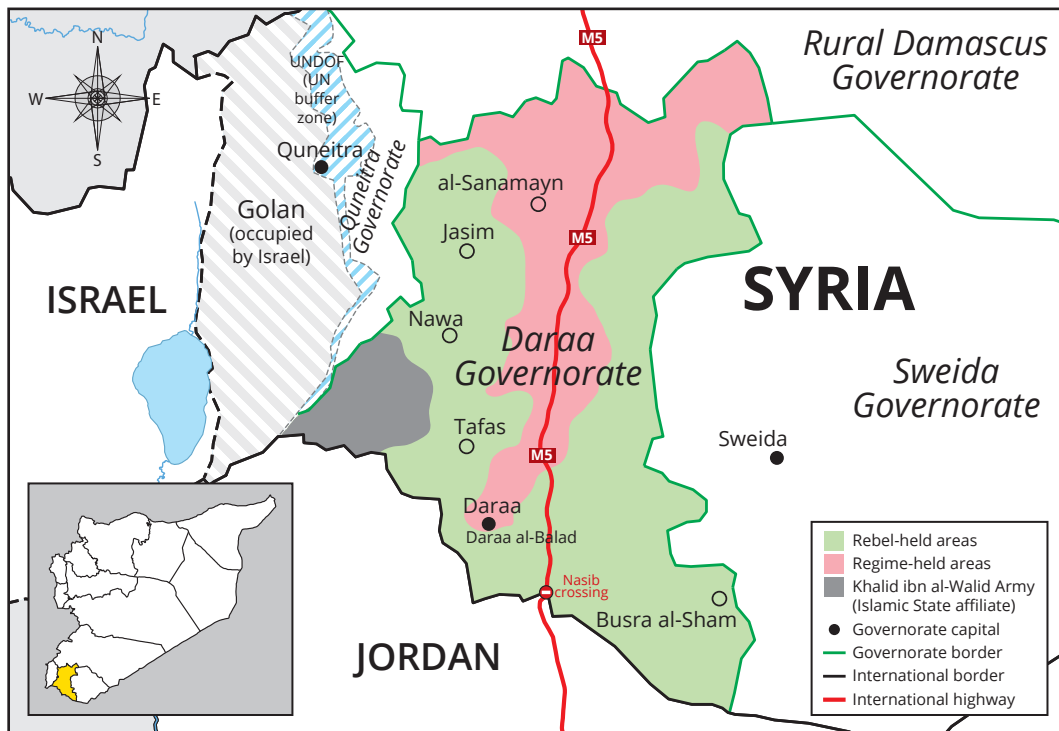 N
W
E
S
UNDOF
(UN
buffer
zone)
Quneitra
Quneitra
Governorate
Golan
(occupied
by Israel)
ISRAEL
M5
Rural Damascus
Governorate
al-Sanamayn
Jasim
M5
SYRIA
Nawa
Daraa
Governorate
Sweida
Governorate
Tafas
M5
Sweida
Daraa
Daraa al-Balad
Nasib
crossing
Busra al-Sham
JORDAN
Rebel-held areas
Regime-held areas
Khalid ibn al-Walid Army
(Islamic State affiliate)
Governorate capital
Governorate border
International border
International highway